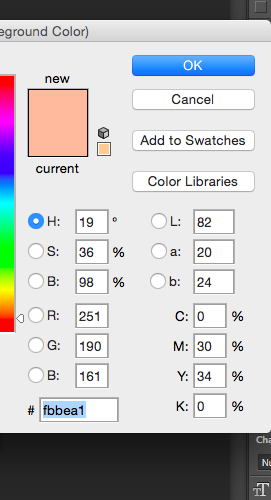 eground Color)
new
OK
Cancel
Add to Swatches
current
Color Libraries
H: 19 ° L: 82
S: 36 % a: 20
B: 98 % b: 24
R: 251 C: 0 %
G: 190 M: 30 %
B: 161 Y: 34 %
# fbbea1 K: 0 %
Cha
Nu
T